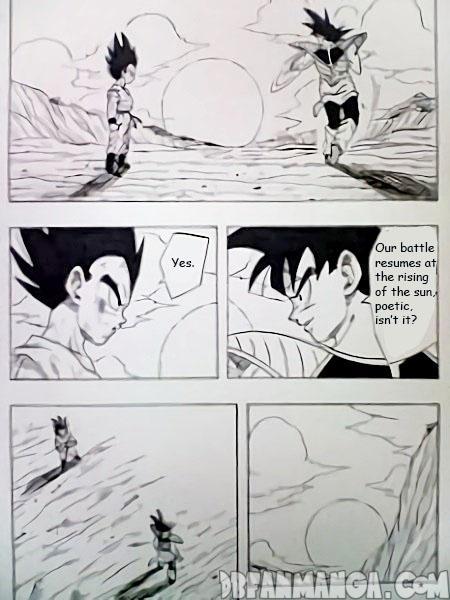 Our battle
resumes at
the rising
of the sun,
poetic,
isn't it?
Yes.
DBFANMANGA.COM